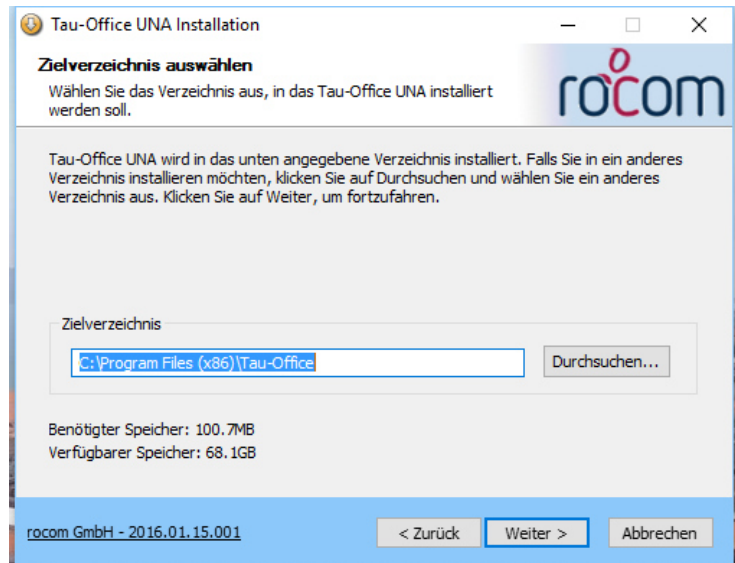 Tau-Office UNA Installation
Zielverzeichnis auswählen
Wählen Sie das Verzeichnis aus, in das Tau-Office UNA installiert
werden soll.
rocom
Tau-Office UNA wird in das unten angegebene Verzeichnis installiert. Falls Sie in ein anderes
Verzeichnis installieren möchten, klicken Sie auf Durchsuchen und wählen Sie ein anderes
Verzeichnis aus. Klicken Sie auf Weiter, um fortzufahren.
Zielverzeichnis
C:\Program Files (x86)\Tau-Office
Durchsuchen...
Benötigter Speicher: 100.7MB
Verfügbarer Speicher: 68.1GB
rocom GmbH - 2016.01.15.001
< Zurück
Weiter >
Abbrechen